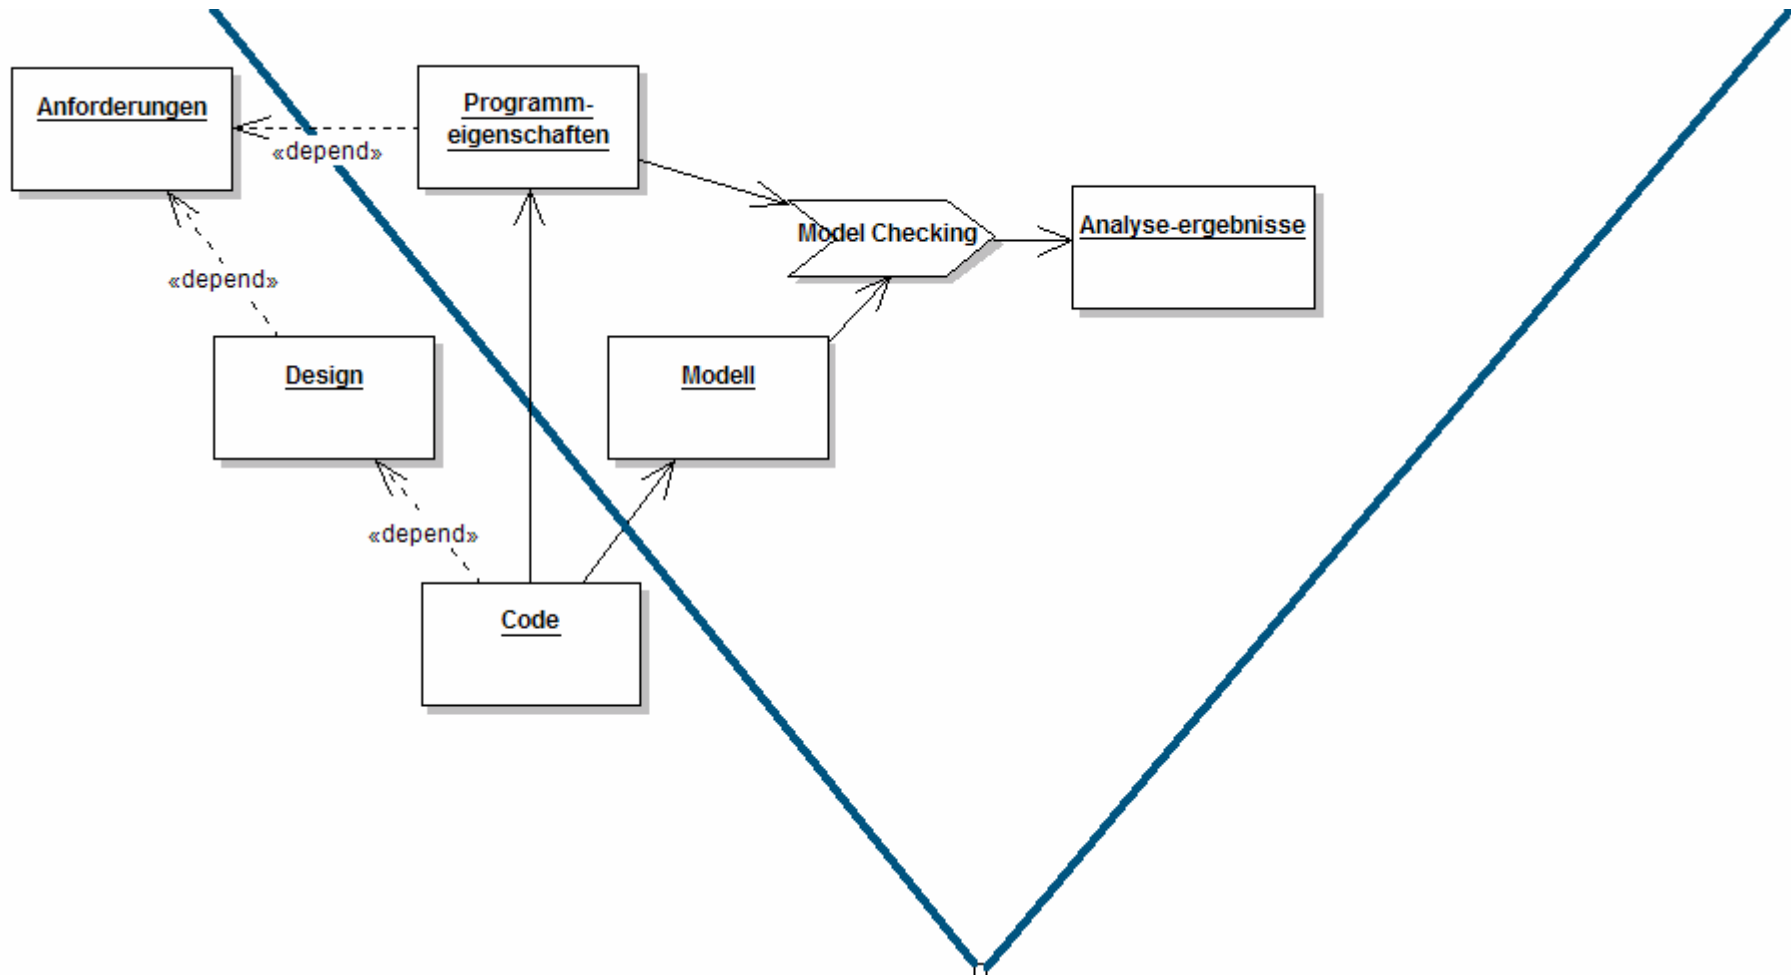 Anforderungen
Programm-
eigenschaften
«depend»
Model Checking
Analyse-ergebnisse
«depend»
Design
Modell
«depend»
Code